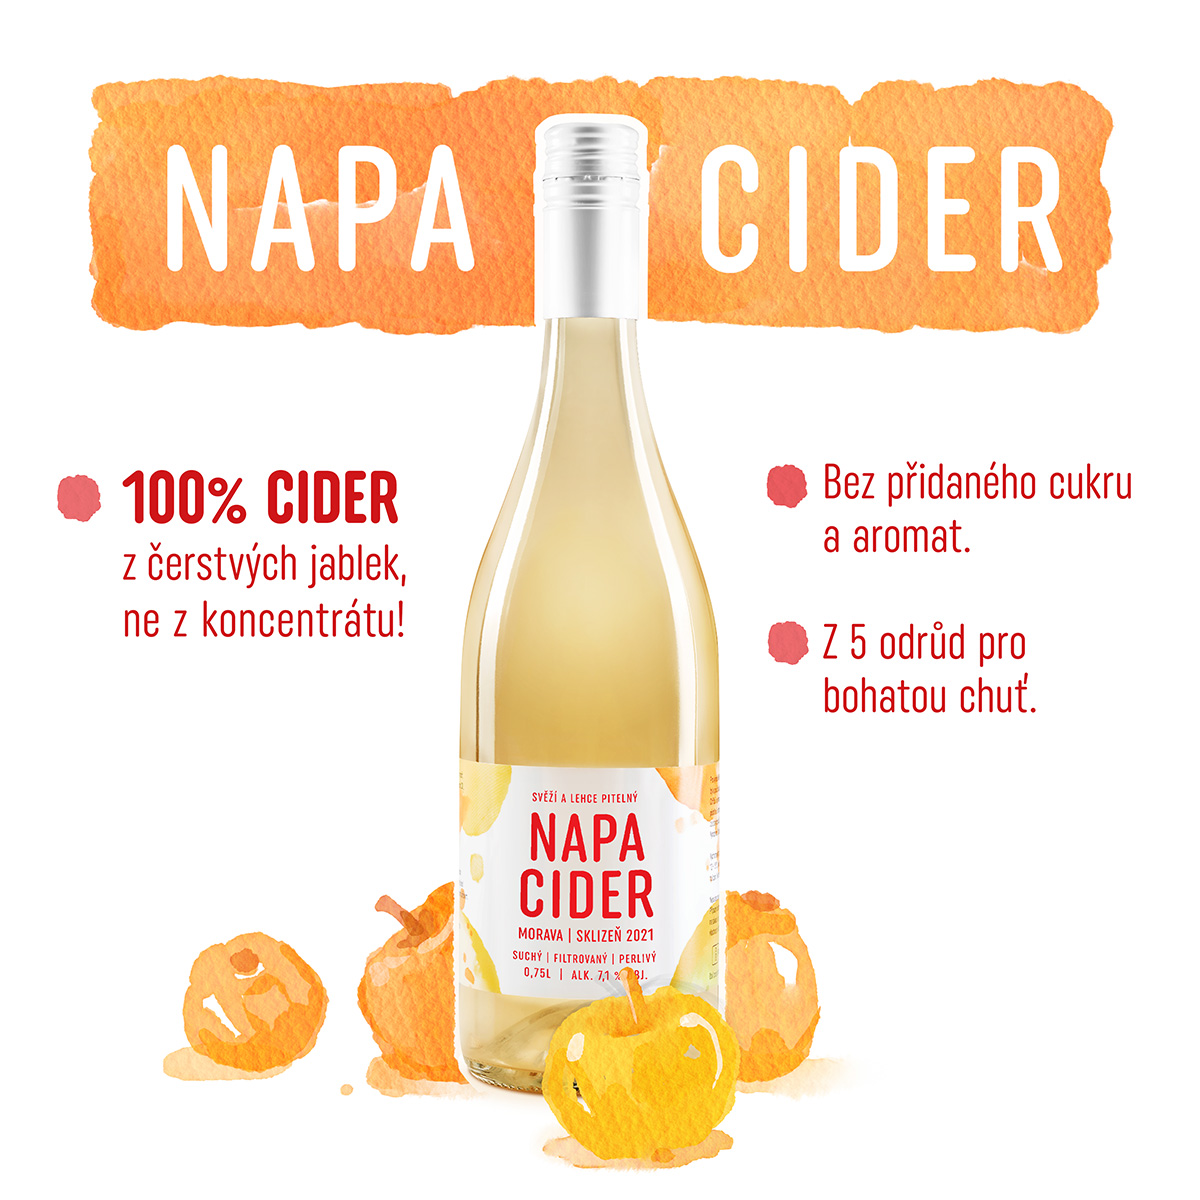 NAPA CIDER
100% CIDER
z čerstvých jablek,
ne z koncentrátu!
Bez přidaného cukru
a aromat.
Z 5 odrůd pro
bohatou chuť.
SVĚŽÍ A LEHCE PITELNÝ
NAPA
CIDER
MORAVA | SKLIZEŇ 2021
SUCHÝ | FILTROVANÝ | PERLIVÝ
0,75L | ALK. 7,1 % OBJ.